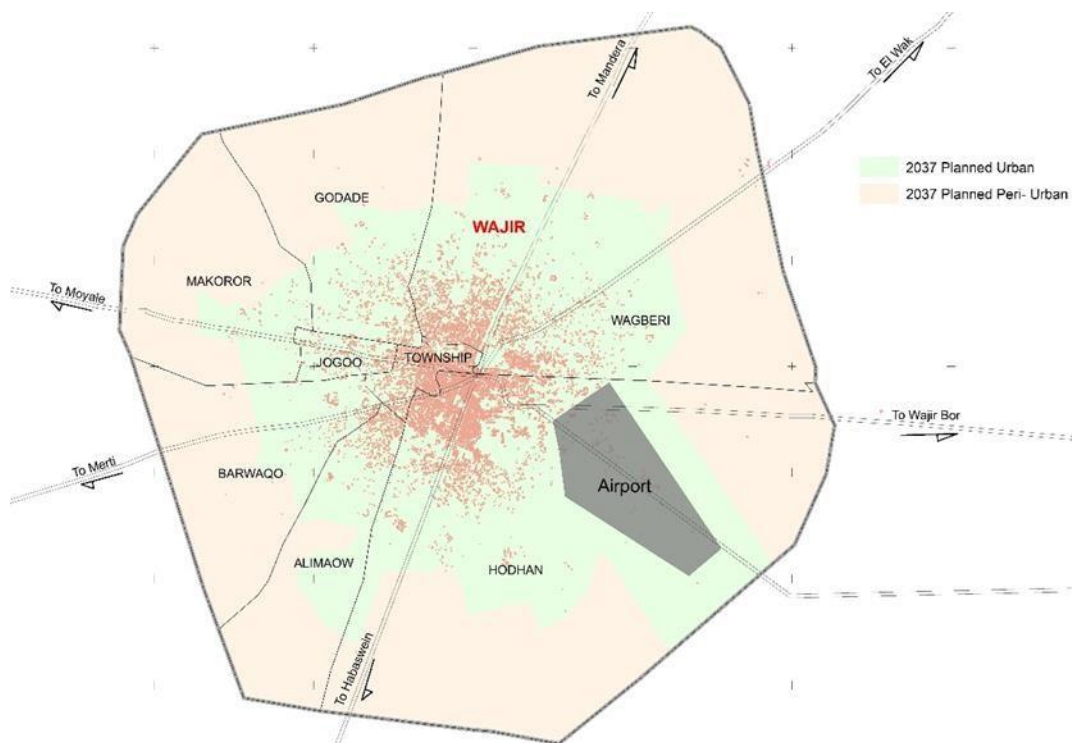 To Mandera
To El Wak
2037 Planned Urban
2037 Planned Peri- Urban
GODADE
WAJIR
MAKOROR
To Moyale
WAGBERI
JOGOO
TOWNSHIP
To Wajir Bor
To Merti
BARWAQO
Airport
ALIMAOW
HODHAN
To Habaswein